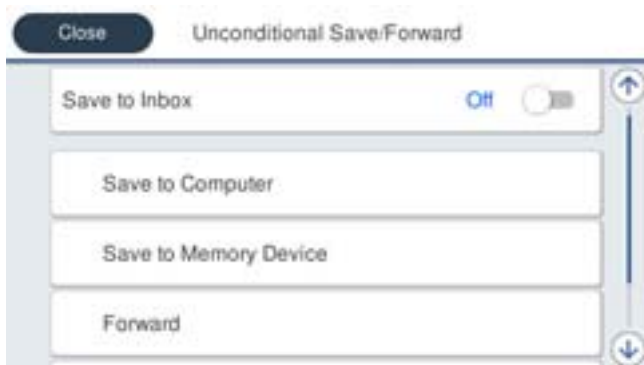 Close Unconditional Save/Forward
Save to Inbox Off
Save to Computer
Save to Memory Device
Forward